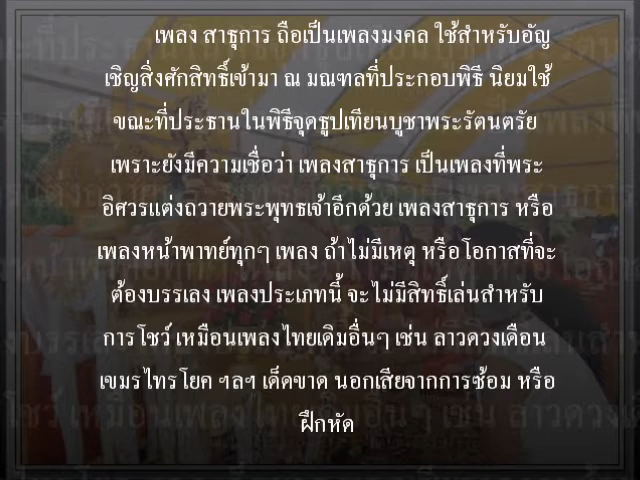 เพลง สาธุการ ถือเป็นเพลงมงคล ใช้สำหรับอัญ
เชิญสิ่งศักสิทธิ์เข้ามา ณ มณฑลที่ประกอบพิธี นิยมใช้
ขณะที่ประธานในพิธีจุดธูปเทียนบูชาพระรัตนตรัย
เพราะยังมีความเชื่อว่า เพลงสาธุการ เป็นเพลงที่พระ
อิศวรแต่งถวายพระพุทธเจ้าอีกด้วย เพลงสาธุการ หรือ
เพลงหน้าพาทย์ทุกๆ เพลง ถ้าไม่มีเหตุ หรือโอกาสที่จะ
ต้องบรรเลง เพลงประเภทนี้ จะไม่มีสิทธิ์เล่นสำหรับ
การโชว์ เหมือนเพลงไทยเดิมอื่นๆ เช่น ลาวดวงเดือน
เขมรไทรโยค ฯลฯ เด็ดขาด นอกเสียจากการซ้อม หรือ
ฝึกหัด